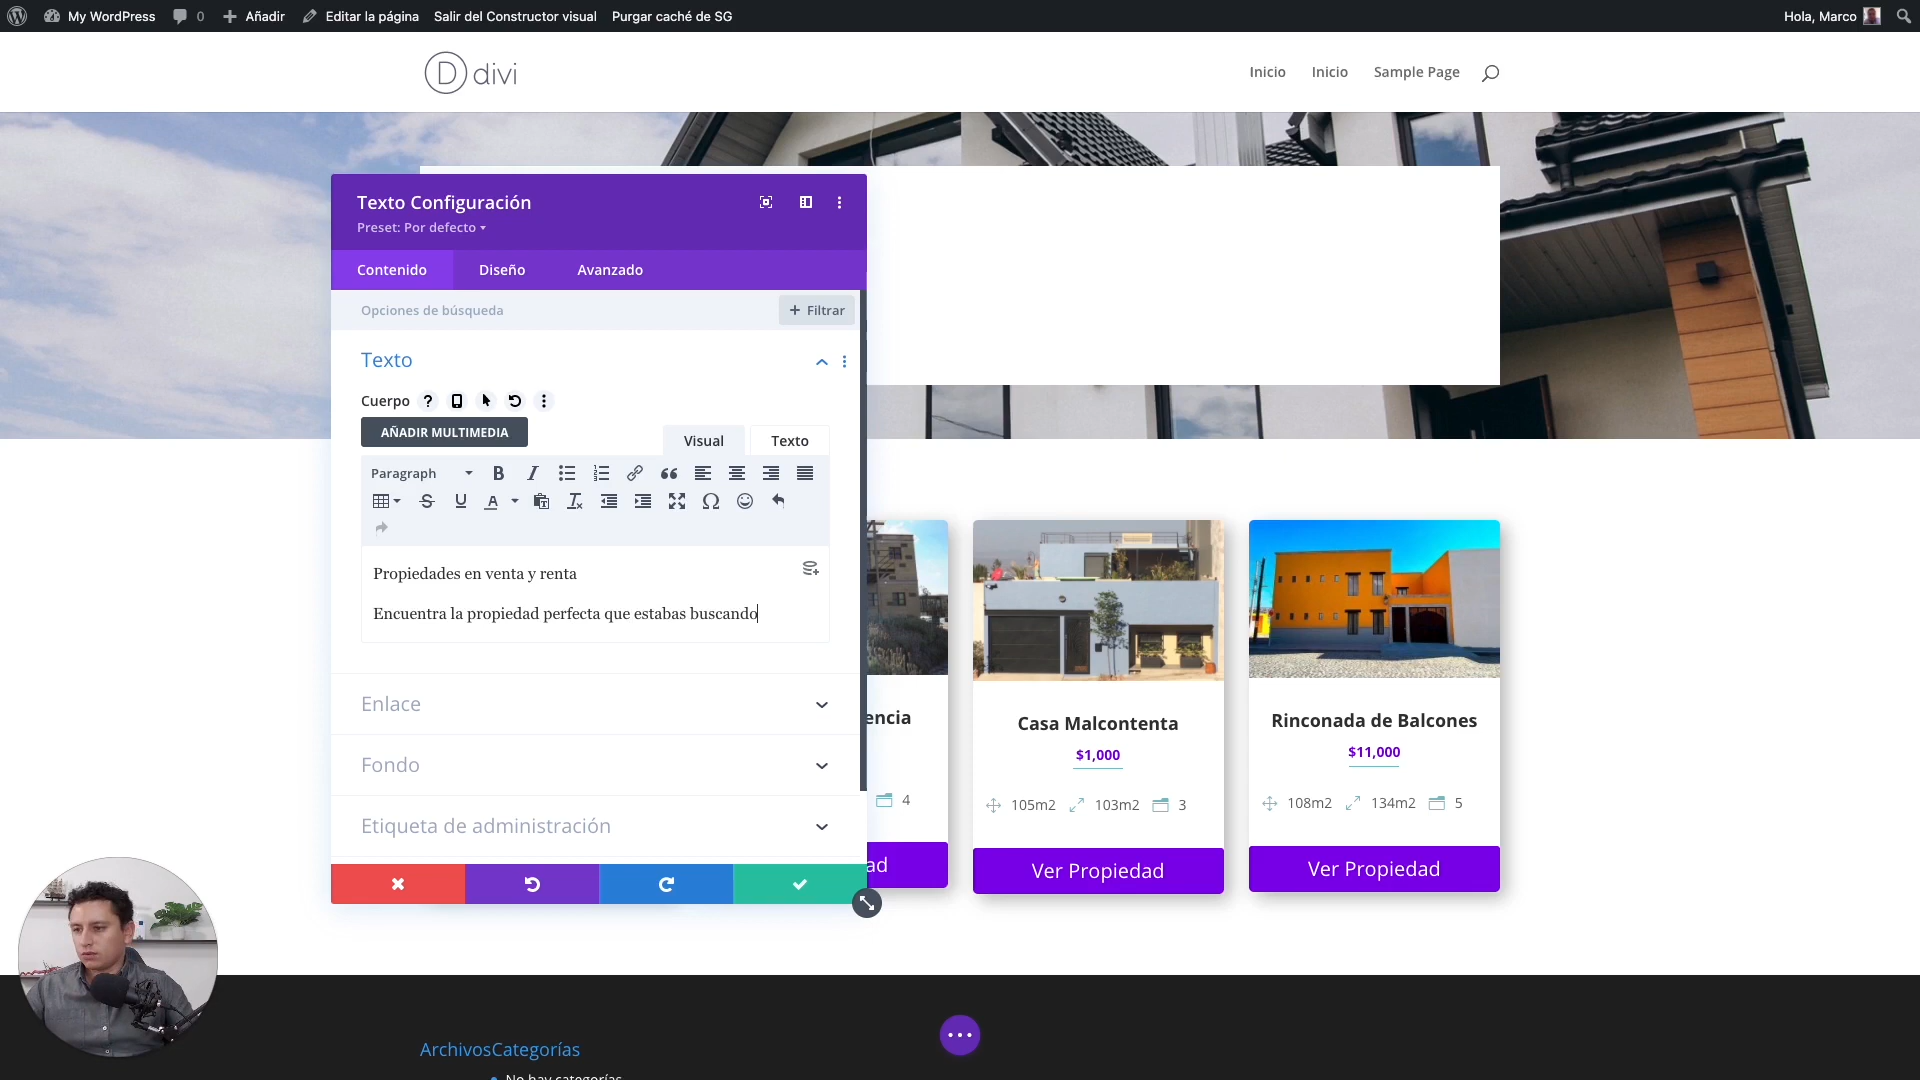 My WordPress
0
Añadir
Editar la página
Salir del Constructor visual
Purgar caché de SG
Hola, Marco
D divi
Inicio
Inicio
Sample Page
Texto Configuración
Preset: Por defecto
Contenido
Diseño
Avanzado
Opciones de búsqueda
+ Filtrar
Texto
Cuerpo
AÑADIR MULTIMEDIA
Visual
Texto
Paragraph
Propiedades en venta y renta
Encuentra la propiedad perfecta que estabas buscando
Enlace
Fondo
Etiqueta de administración
encia
4
ad
Casa Malcontenta
$1,000
105m2
103m2
3
Ver Propiedad
Rinconada de Balcones
$11,000
108m2
134m2
5
Ver Propiedad
ArchivosCategorías
No hay categorías